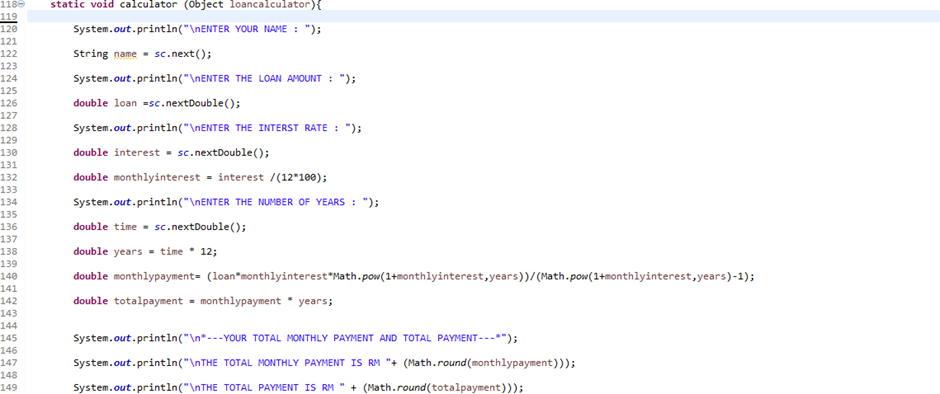 118 static void calculator (Object loancalculator){
119
120 System.out.println("\nENTER YOUR NAME : ");
121
122 String name = sc.next();
123
124 System.out.println("\nENTER THE LOAN AMOUNT : ");
125
126 double loan =sc.nextDouble();
127
128 System.out.println("\nENTER THE INTERST RATE : ");
129
130 double interest = sc.nextDouble();
131
132 double monthlyinterest = interest /(12*100);
133
134 System.out.println("\nENTER THE NUMBER OF YEARS : ");
135
136 double time = sc.nextDouble();
137
138 double years = time * 12;
139
140 double monthlypayment= (loan*monthlyinterest*Math.pow(1+monthlyinterest,years))/(Math.pow(1+monthlyinterest,years)-1);
141
142 double totalpayment = monthlypayment * years;
143
144
145 System.out.println("\n*---YOUR TOTAL MONTHLY PAYMENT AND TOTAL PAYMENT---*");
146
147 System.out.println("\nTHE TOTAL MONTHLY PAYMENT IS RM "+ (Math.round(monthlypayment)));
148
149 System.out.println("\nTHE TOTAL PAYMENT IS RM " + (Math.round(totalpayment)));